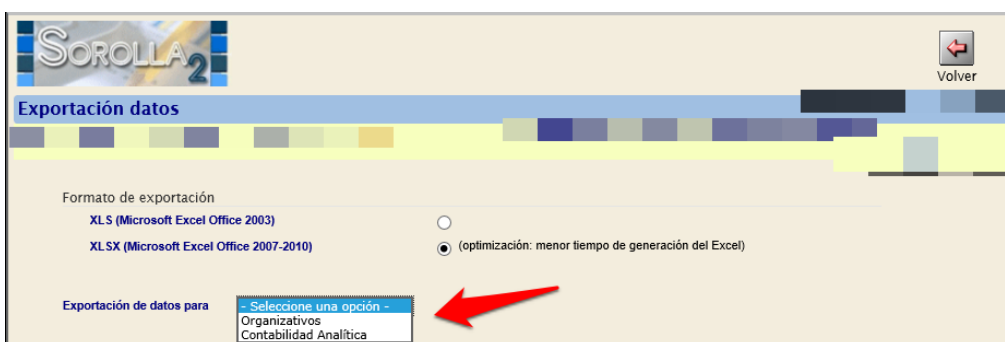 SOROLLA2
Volver
Exportación datos
Formato de exportación
XLS (Microsoft Excel Office 2003)
XLSX (Microsoft Excel Office 2007-2010) (optimización: menor tiempo de generación del Excel)
Exportación de datos para - Seleccione una opción -
Organizativos
Contabilidad Analítica